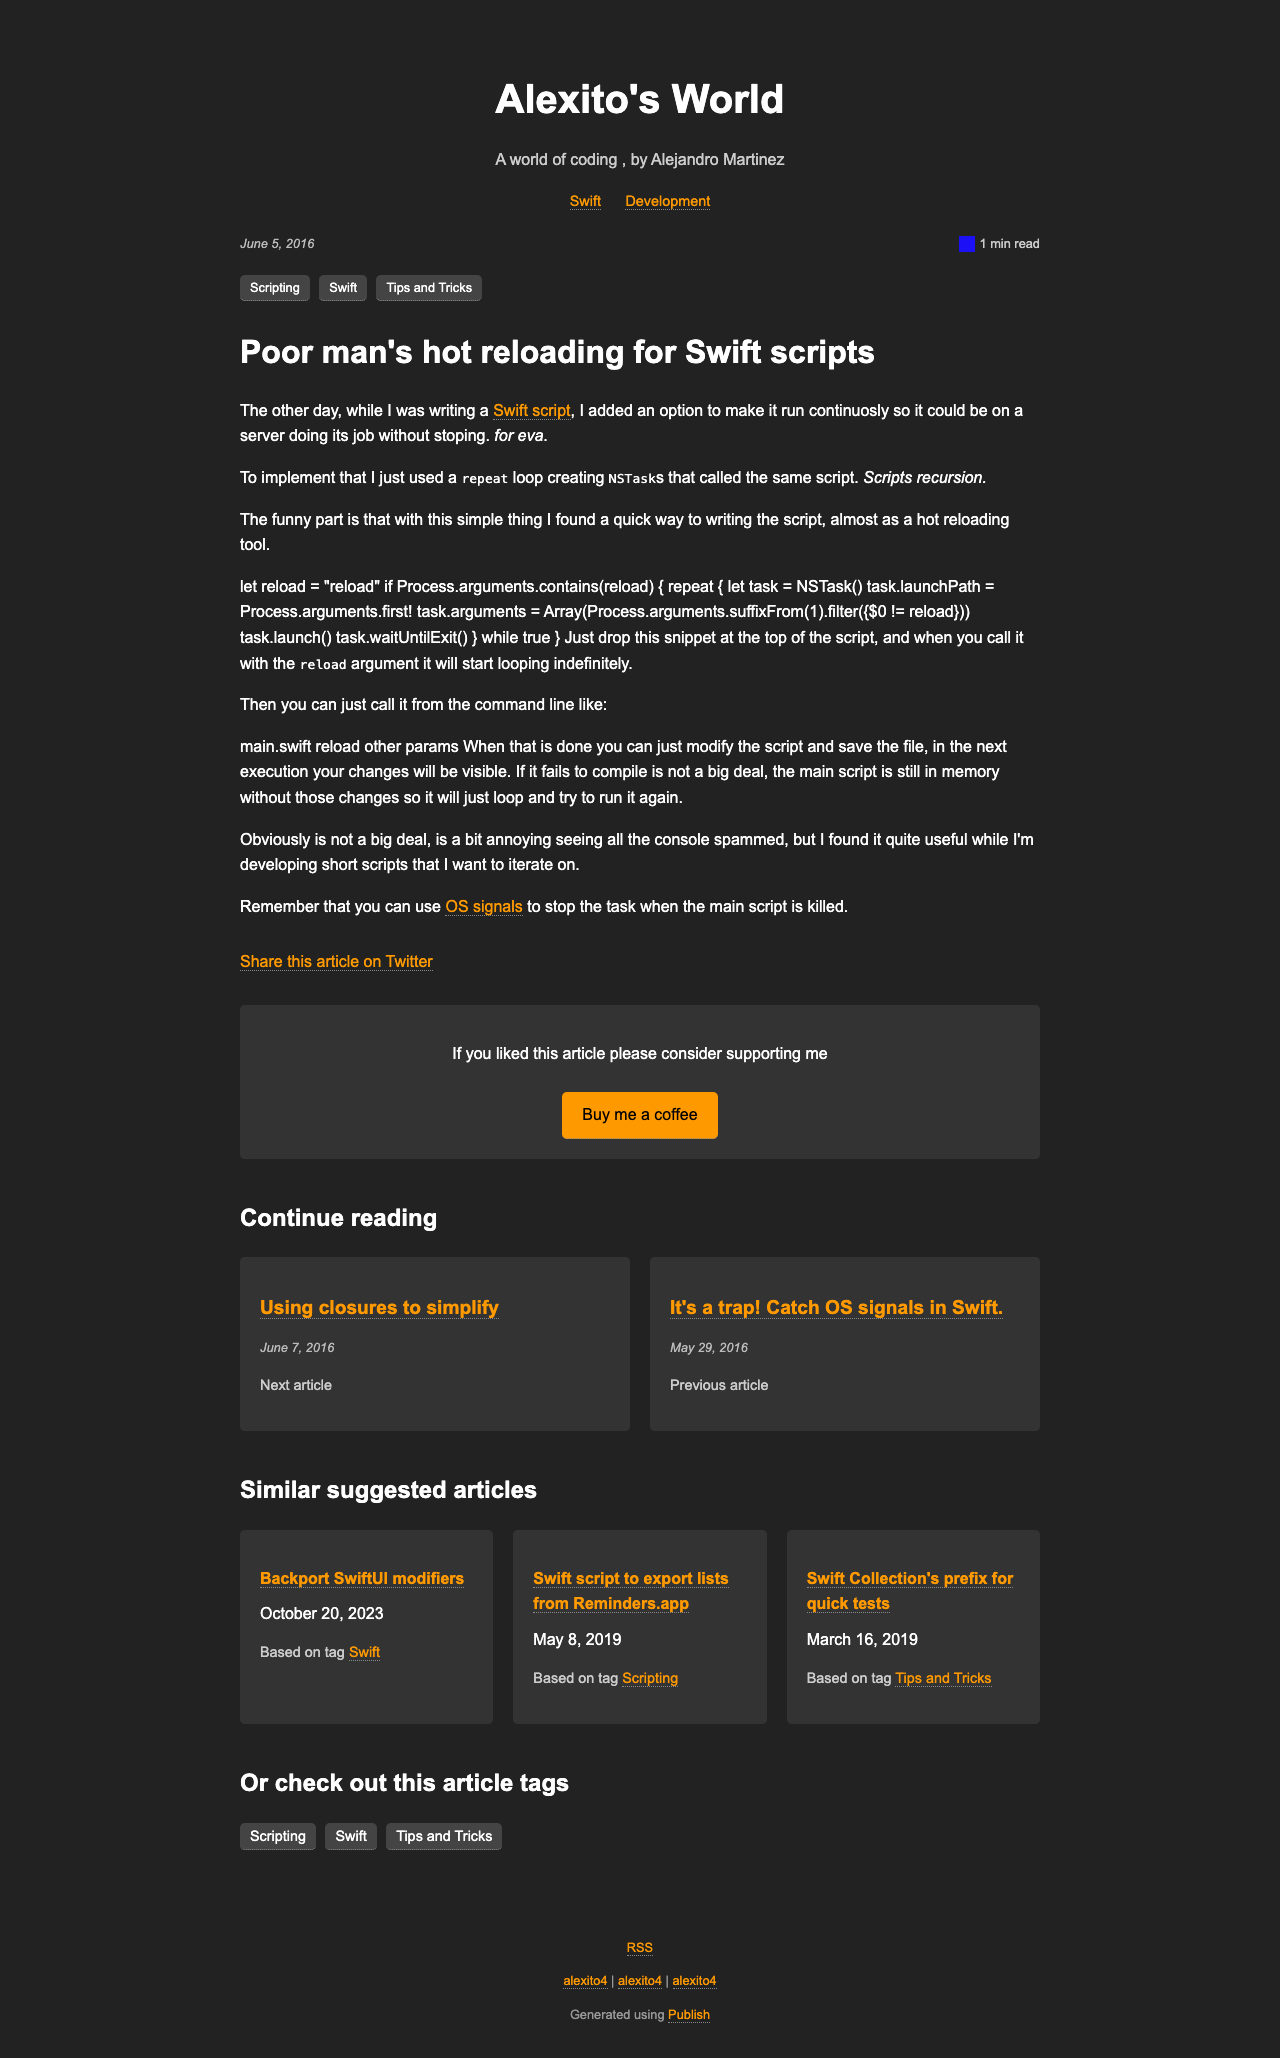 Alexito's World
A world of coding , by Alejandro Martinez
Swift Development
June 5, 2016 1 min read
Scripting Swift Tips and Tricks
Poor man's hot reloading for Swift scripts
The other day, while I was writing a Swift script, I added an option to make it run continuosly so it could be on a
server doing its job without stoping. for eva.
To implement that I just used a repeat loop creating NSTasks that called the same script. Scripts recursion.
The funny part is that with this simple thing I found a quick way to writing the script, almost as a hot reloading
tool.
let reload = "reload" if Process.arguments.contains(reload) { repeat { let task = NSTask() task.launchPath =
Process.arguments.first! task.arguments = Array(Process.arguments.suffixFrom(1).filter({$0 != reload}))
task.launch() task.waitUntilExit() } while true } Just drop this snippet at the top of the script, and when you call it
with the reload argument it will start looping indefinitely.
Then you can just call it from the command line like:
main.swift reload other params When that is done you can just modify the script and save the file, in the next
execution your changes will be visible. If it fails to compile is not a big deal, the main script is still in memory
without those changes so it will just loop and try to run it again.
Obviously is not a big deal, is a bit annoying seeing all the console spammed, but I found it quite useful while I'm
developing short scripts that I want to iterate on.
Remember that you can use OS signals to stop the task when the main script is killed.
Share this article on Twitter
If you liked this article please consider supporting me
Buy me a coffee
Continue reading
Using closures to simplify
June 7, 2016
Next article
It's a trap! Catch OS signals in Swift.
May 29, 2016
Previous article
Similar suggested articles
Backport SwiftUI modifiers
October 20, 2023
Based on tag Swift
Swift script to export lists
from Reminders.app
May 8, 2019
Based on tag Scripting
Swift Collection's prefix for
quick tests
March 16, 2019
Based on tag Tips and Tricks
Or check out this article tags
Scripting Swift Tips and Tricks
RSS
alexito4 | alexito4 | alexito4
Generated using Publish